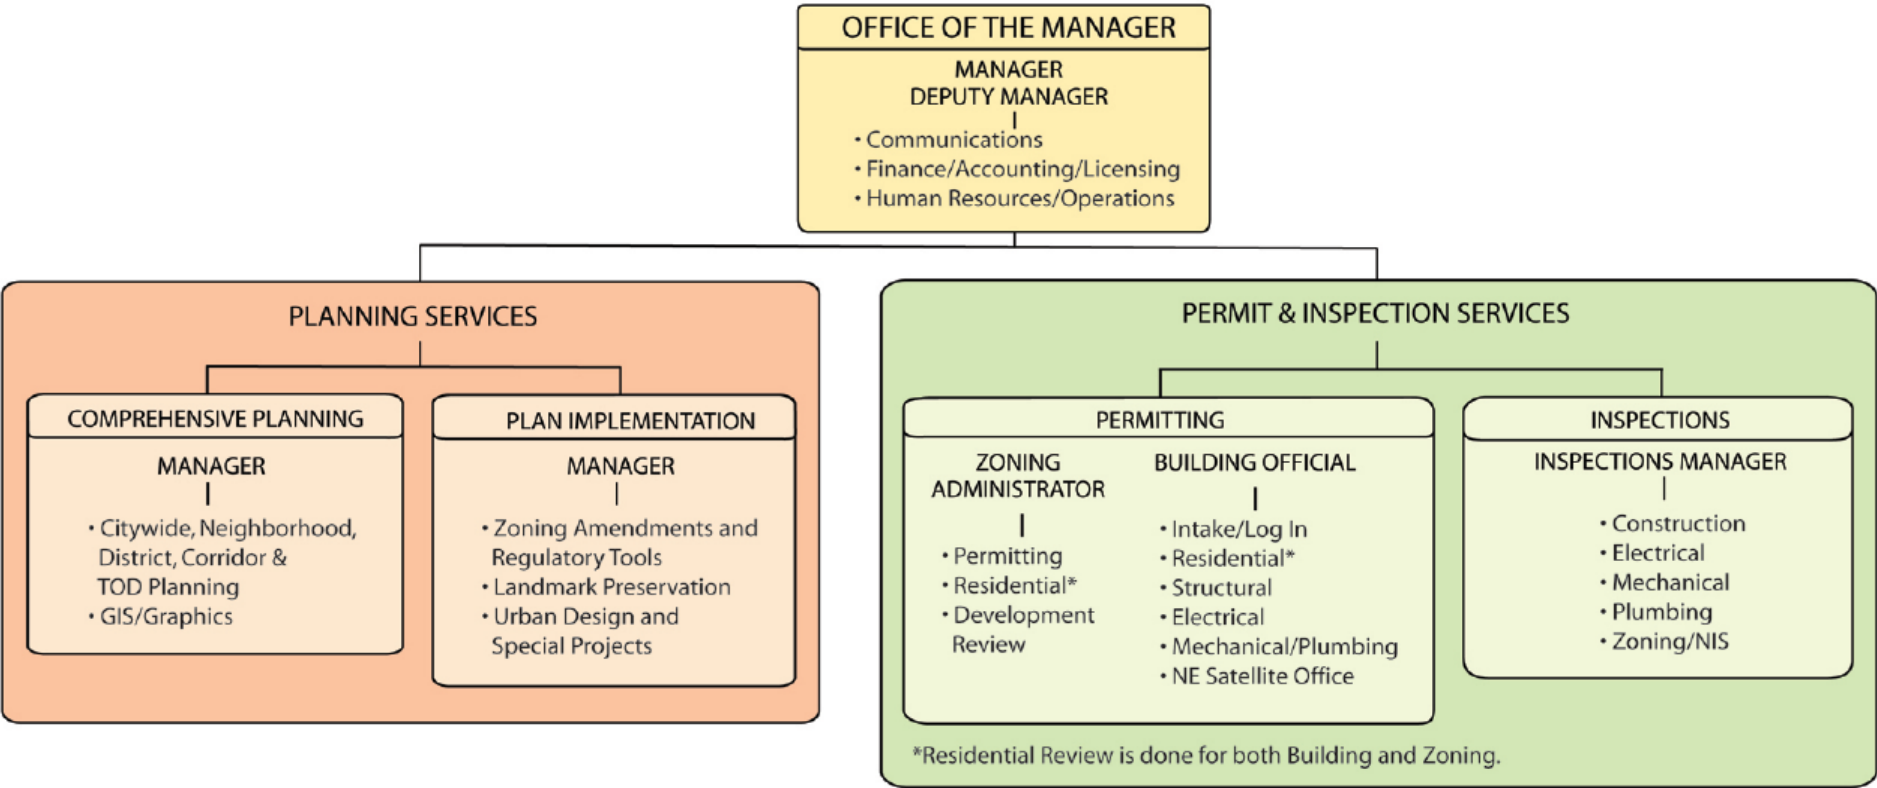 OFFICE OF THE MANAGER
MANAGER
DEPUTY MANAGER
• Communications
• Finance/Accounting/Licensing
• Human Resources/Operations
PLANNING SERVICES
COMPREHENSIVE PLANNING
MANAGER
• Citywide, Neighborhood,
District, Corridor &
TOD Planning
• GIS/Graphics
PLAN IMPLEMENTATION
MANAGER
• Zoning Amendments and
Regulatory Tools
• Landmark Preservation
• Urban Design and
Special Projects
PERMIT & INSPECTION SERVICES
PERMITTING
ZONING
ADMINISTRATOR
• Permitting
• Residential*
• Development
Review
BUILDING OFFICIAL
• Intake/Log In
• Residential*
• Structural
• Electrical
• Mechanical/Plumbing
• NE Satellite Office
INSPECTIONS
INSPECTIONS MANAGER
• Construction
• Electrical
• Mechanical
• Plumbing
• Zoning/NIS
*Residential Review is done for both Building and Zoning.